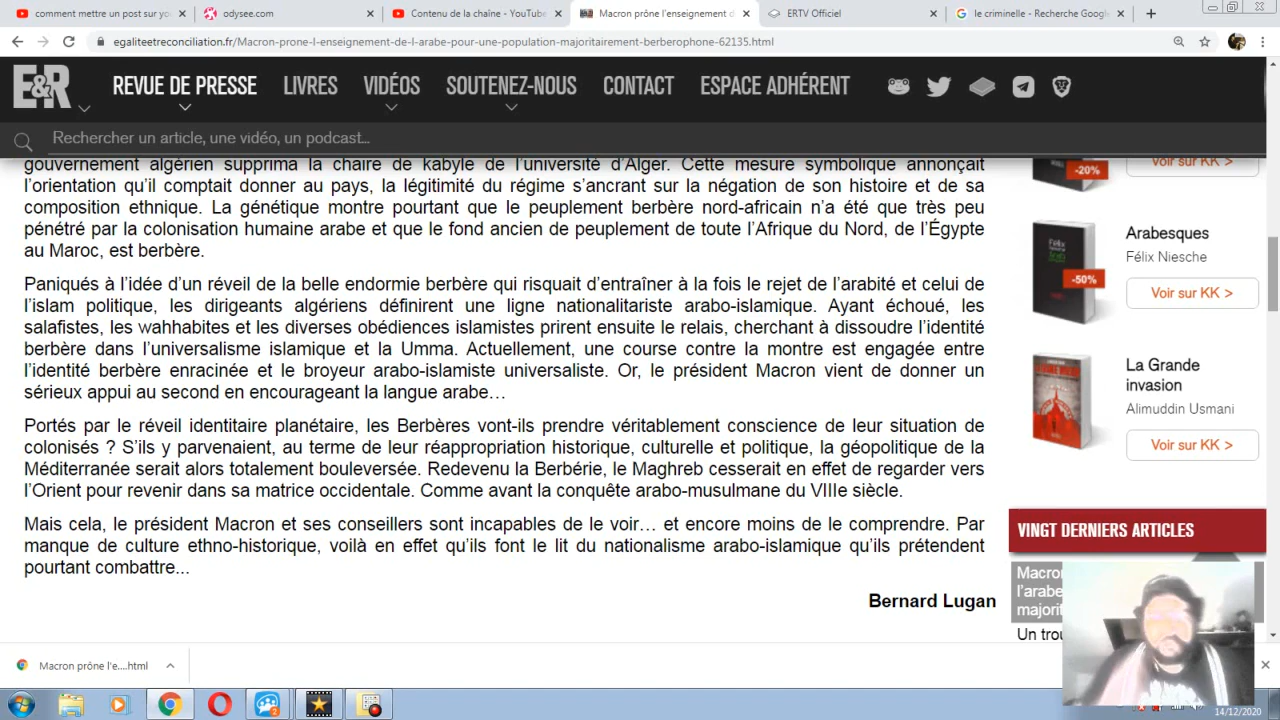 comment mettre un post sur yo
odysee.com
Contenu de la chaîne - YouTube
Macron prône l'enseignement d
ERTV Officiel
le criminelle - Recherche Google
egaliteetreconciliation.fr/Macron-prone-l-enseignement-de-l-arabe-pour-une-population-majoritairement-berberophone-62135.html
E&R
REVUE DE PRESSE
LIVRES
VIDÉOS
SOUTENEZ-NOUS
CONTACT
ESPACE ADHÉRENT
Rechercher un article, une vidéo, un podcast...
gouvernement algérien supprima la chaire de kabyle de l'université d'Alger. Cette mesure symbolique annonçait
l'orientation qu'il comptait donner au pays, la légitimité du régime s'ancrant sur la négation de son histoire et de sa
composition ethnique. La génétique montre pourtant que le peuplement berbère nord-africain n'a été que très peu
pénétré par la colonisation humaine arabe et que le fond ancien de peuplement de toute l'Afrique du Nord, de l'Égypte
au Maroc, est berbère.
Paniqués à l'idée d'un réveil de la belle endormie berbère qui risquait d'entraîner à la fois le rejet de l'arabité et celui de
l'islam politique, les dirigeants algériens définirent une ligne nationalitariste arabo-islamique. Ayant échoué, les
salafistes, les wahhabites et les diverses obédiences islamistes prirent ensuite le relais, cherchant à dissoudre l'identité
berbère dans l'universalisme islamique et la Umma. Actuellement, une course contre la montre est engagée entre
l'identité berbère enracinée et le broyeur arabo-islamiste universaliste. Or, le président Macron vient de donner un
sérieux appui au second en encourageant la langue arabe…
Portés par le réveil identitaire planétaire, les Berbères vont-ils prendre véritablement conscience de leur situation de
colonisés ? S'ils y parvenaient, au terme de leur réappropriation historique, culturelle et politique, la géopolitique de la
Méditerranée serait alors totalement bouleversée. Redevenu la Berbérie, le Maghreb cesserait en effet de regarder vers
l'Orient pour revenir dans sa matrice occidentale. Comme avant la conquête arabo-musulmane du VIIIe siècle.
Mais cela, le président Macron et ses conseillers sont incapables de le voir… et encore moins de le comprendre. Par
manque de culture ethno-historique, voilà en effet qu'ils font le lit du nationalisme arabo-islamique qu'ils prétendent
pourtant combattre...
Bernard Lugan
-20%
Voir sur KK >
Arabesques
Félix Niesche
-50%
Voir sur KK >
La Grande
invasion
Alimuddin Usmani
Voir sur KK >
VINGT DERNIERS ARTICLES
Macro
l'arabe
majorit
Un trou
Macron prône l'e....html
14/12/2020